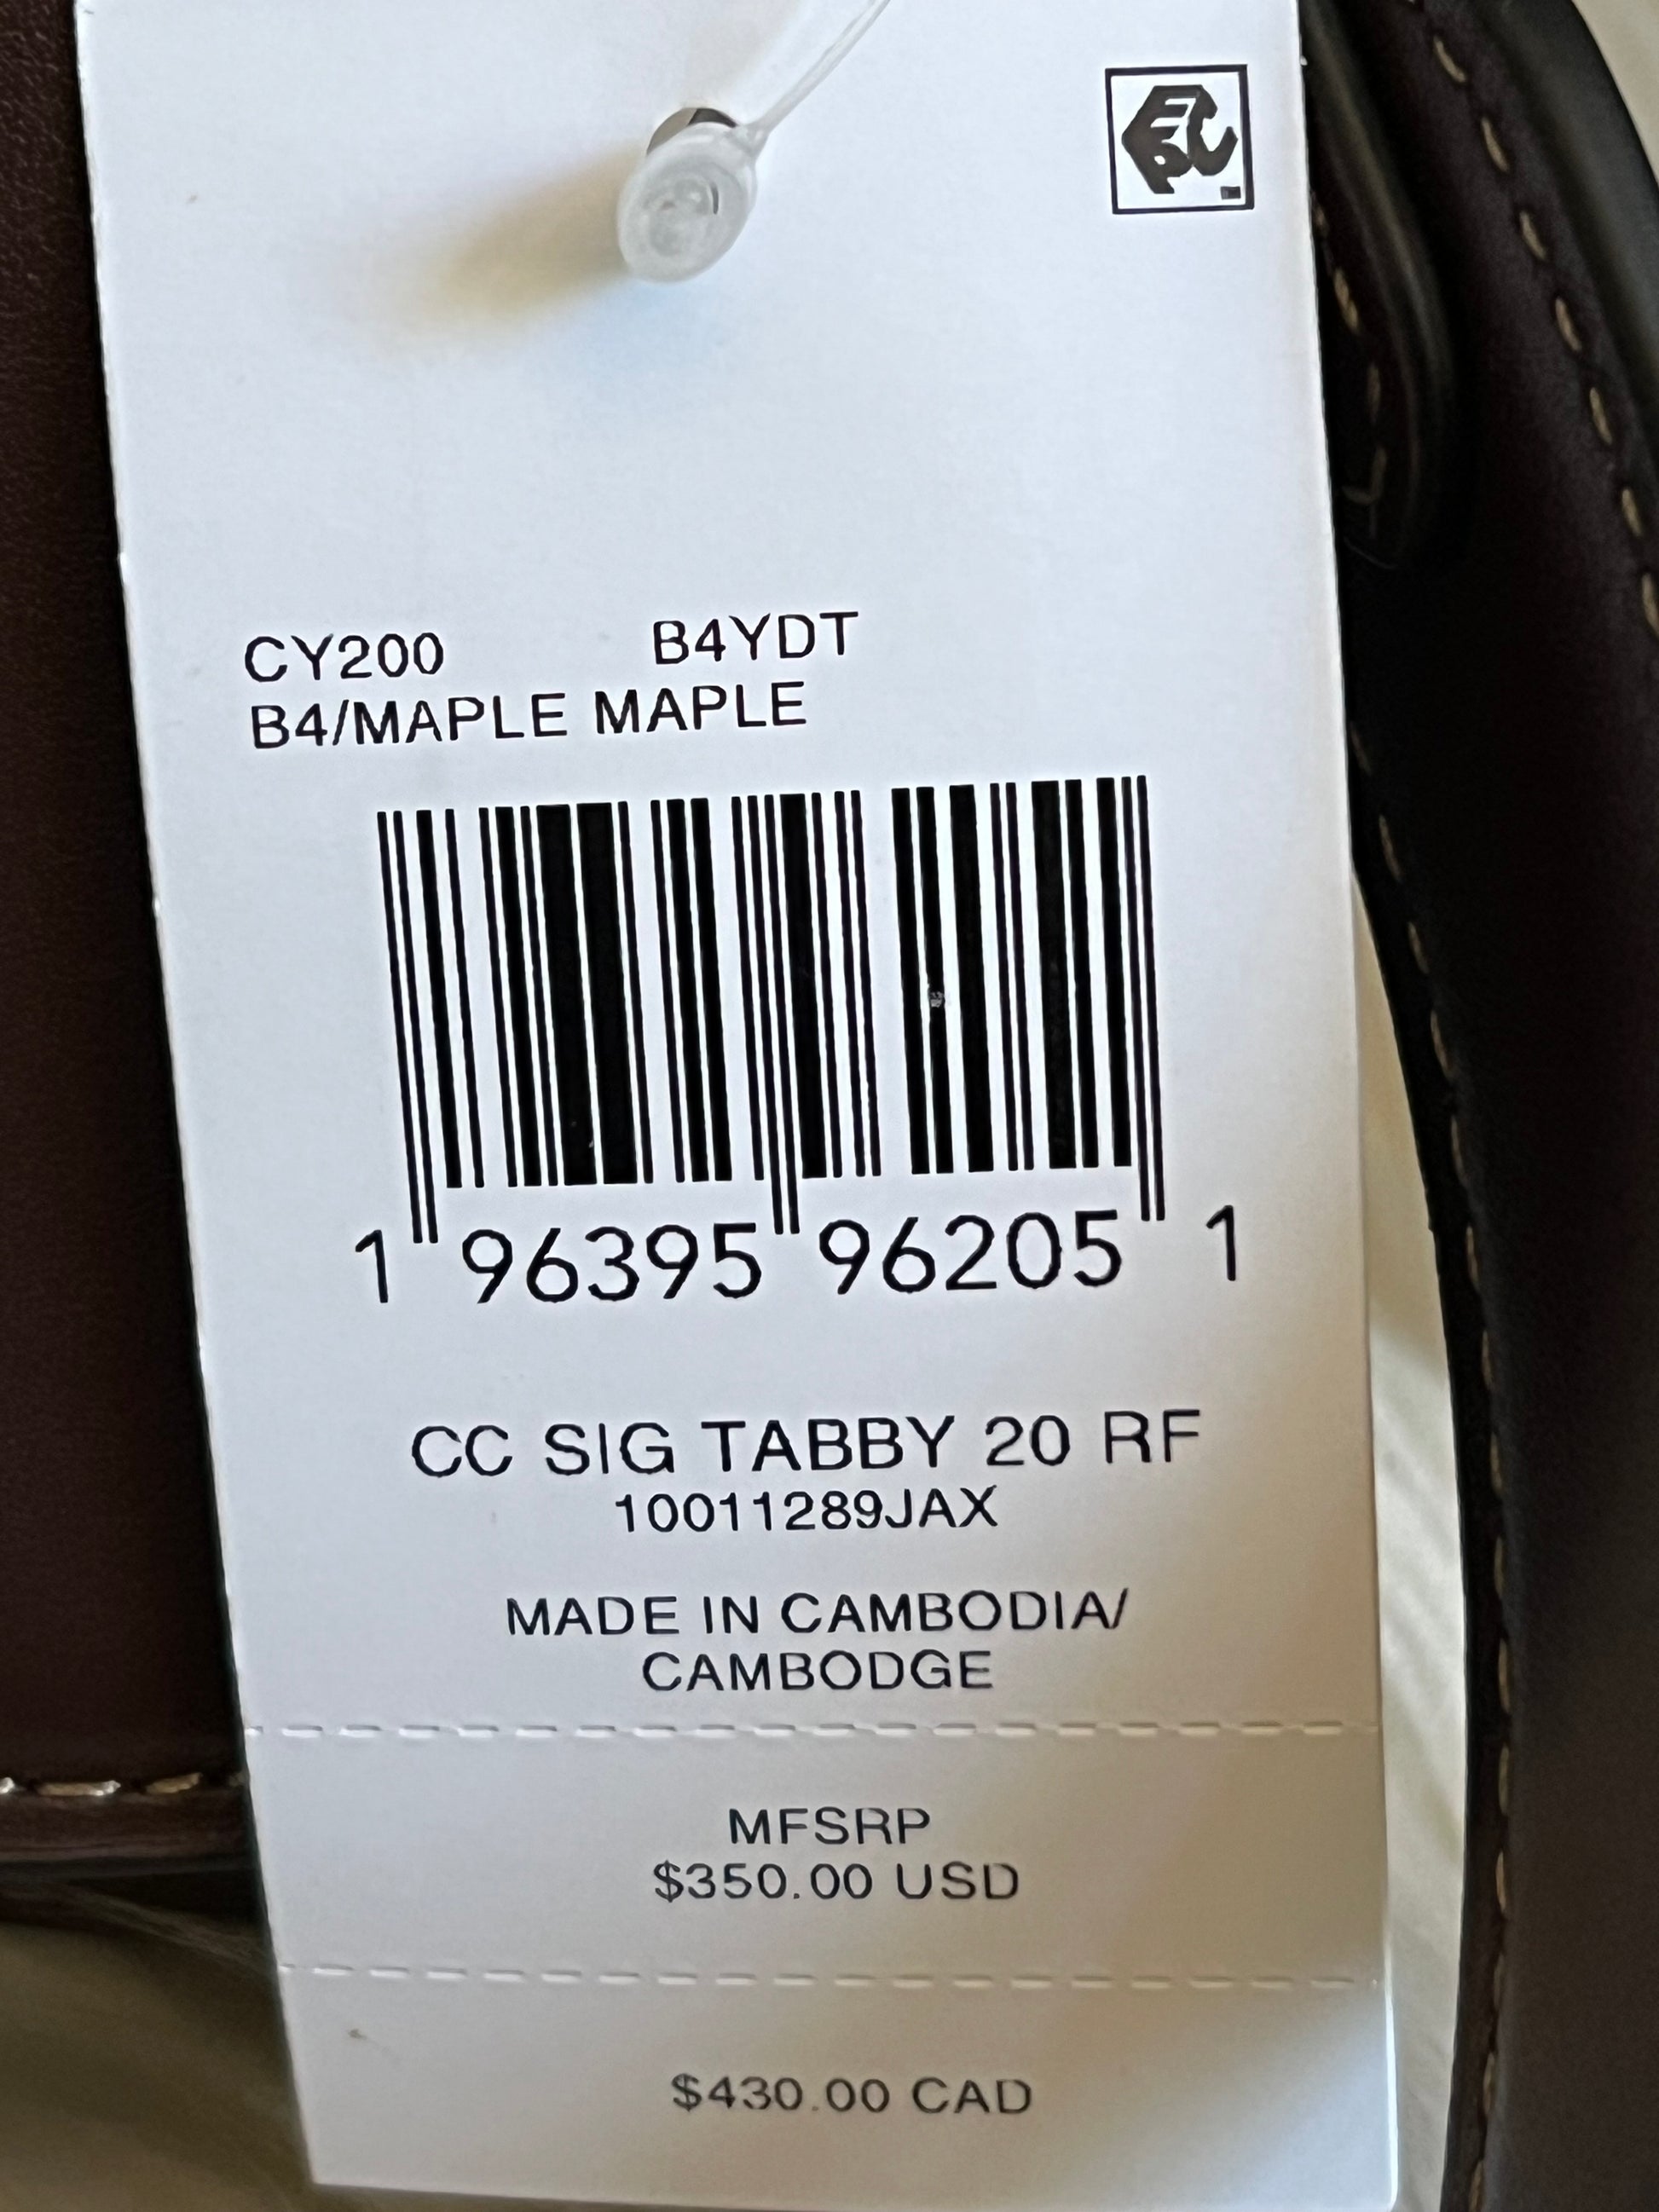 EPC
CY200 B4YDT
B4/MAPLE MAPLE
1 96395 96205 1
CC SIG TABBY 20 RF
10011289JAX
MADE IN CAMBODIA/
CAMBODGE
MFSRP
$350.00 USD
$430.00 CAD